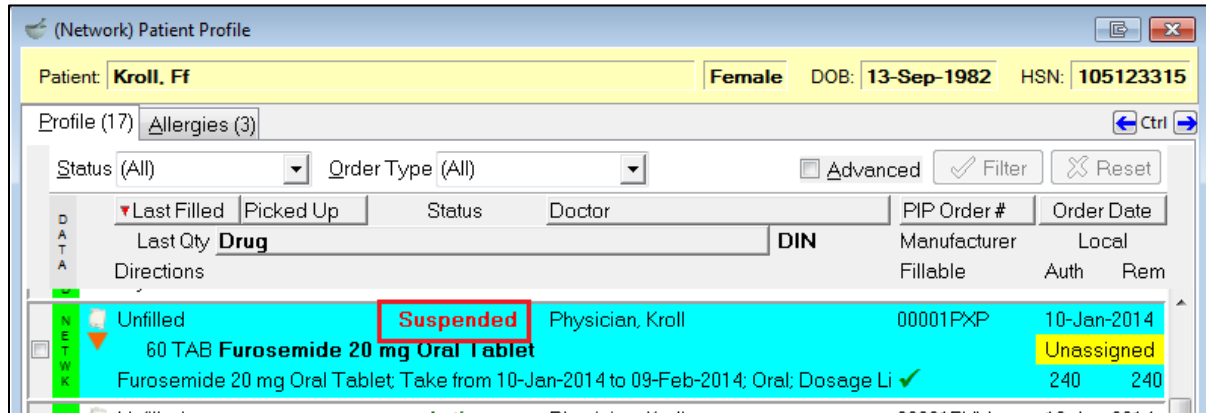 (Network) Patient Profile
Patient: Kroll, Ff Female DOB: 13-Sep-1982 HSN: 105123315
Profile (17) Allergies (3) Ctrl
Status (All) Order Type (All) Advanced Filter Reset
DATA
Last Filled Picked Up Status Doctor PIP Order # Order Date
Last Qty Drug DIN Manufacturer Local
Directions Fillable Auth Rem
NETWK
Unfilled Suspended Physician, Kroll 00001PXP 10-Jan-2014
60 TAB Furosemide 20 mg Oral Tablet Unassigned
Furosemide 20 mg Oral Tablet; Take from 10-Jan-2014 to 09-Feb-2014; Oral; Dosage Li 240 240